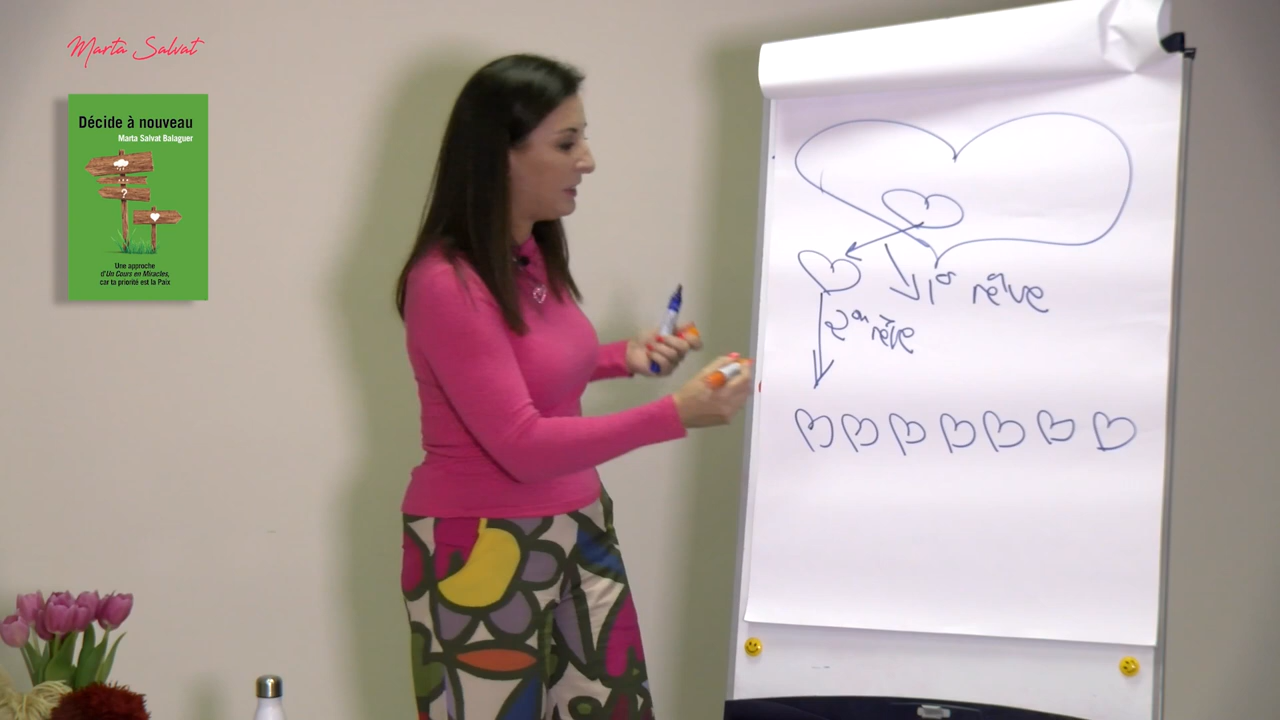 Marta Salvat
Décide à nouveau
Marta Salvat Balaguer
?
Une approche
d'Un Cours en Miracles,
car ta priorité est la Paix
1er rêve
2on rêve